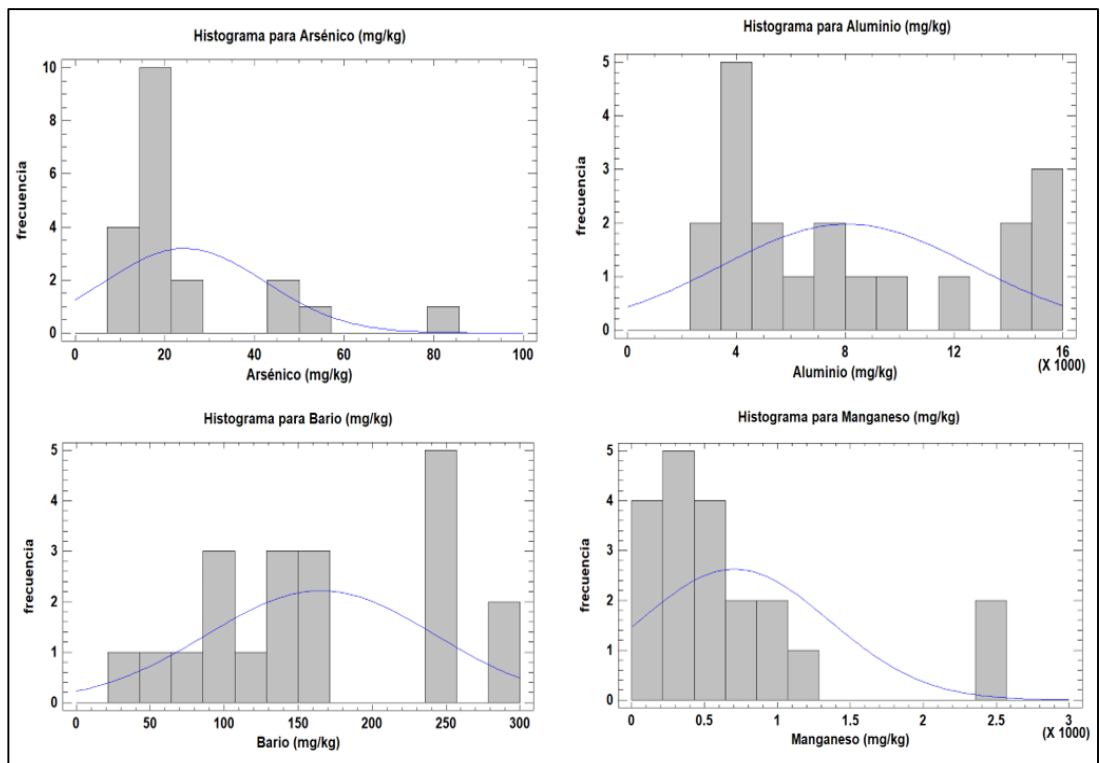 Histograma para Arsénico (mg/kg)
10
8
6
4
2
0
frecuencia
0 20 40 60 80 100
Arsénico (mg/kg)
Histograma para Aluminio (mg/kg)
5
4
3
2
1
0
frecuencia
0 4 8 12 16
(X 1000)
Aluminio (mg/kg)
Histograma para Bario (mg/kg)
5
4
3
2
1
0
frecuencia
0 50 100 150 200 250 300
Bario (mg/kg)
Histograma para Manganeso (mg/kg)
5
4
3
2
1
0
frecuencia
0 0.5 1 1.5 2 2.5 3
(X 1000)
Manganeso (mg/kg)